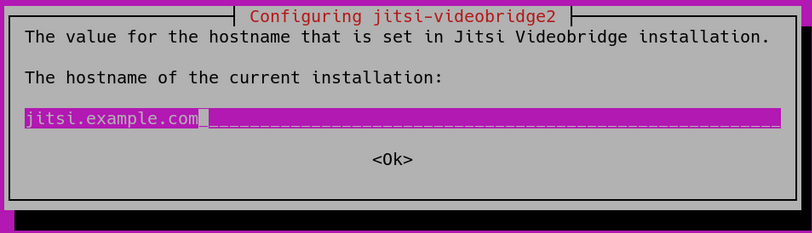 Configuring jitsi-videobridge2
The value for the hostname that is set in Jitsi Videobridge installation.
The hostname of the current installation:
jitsi.example.com
<Ok>